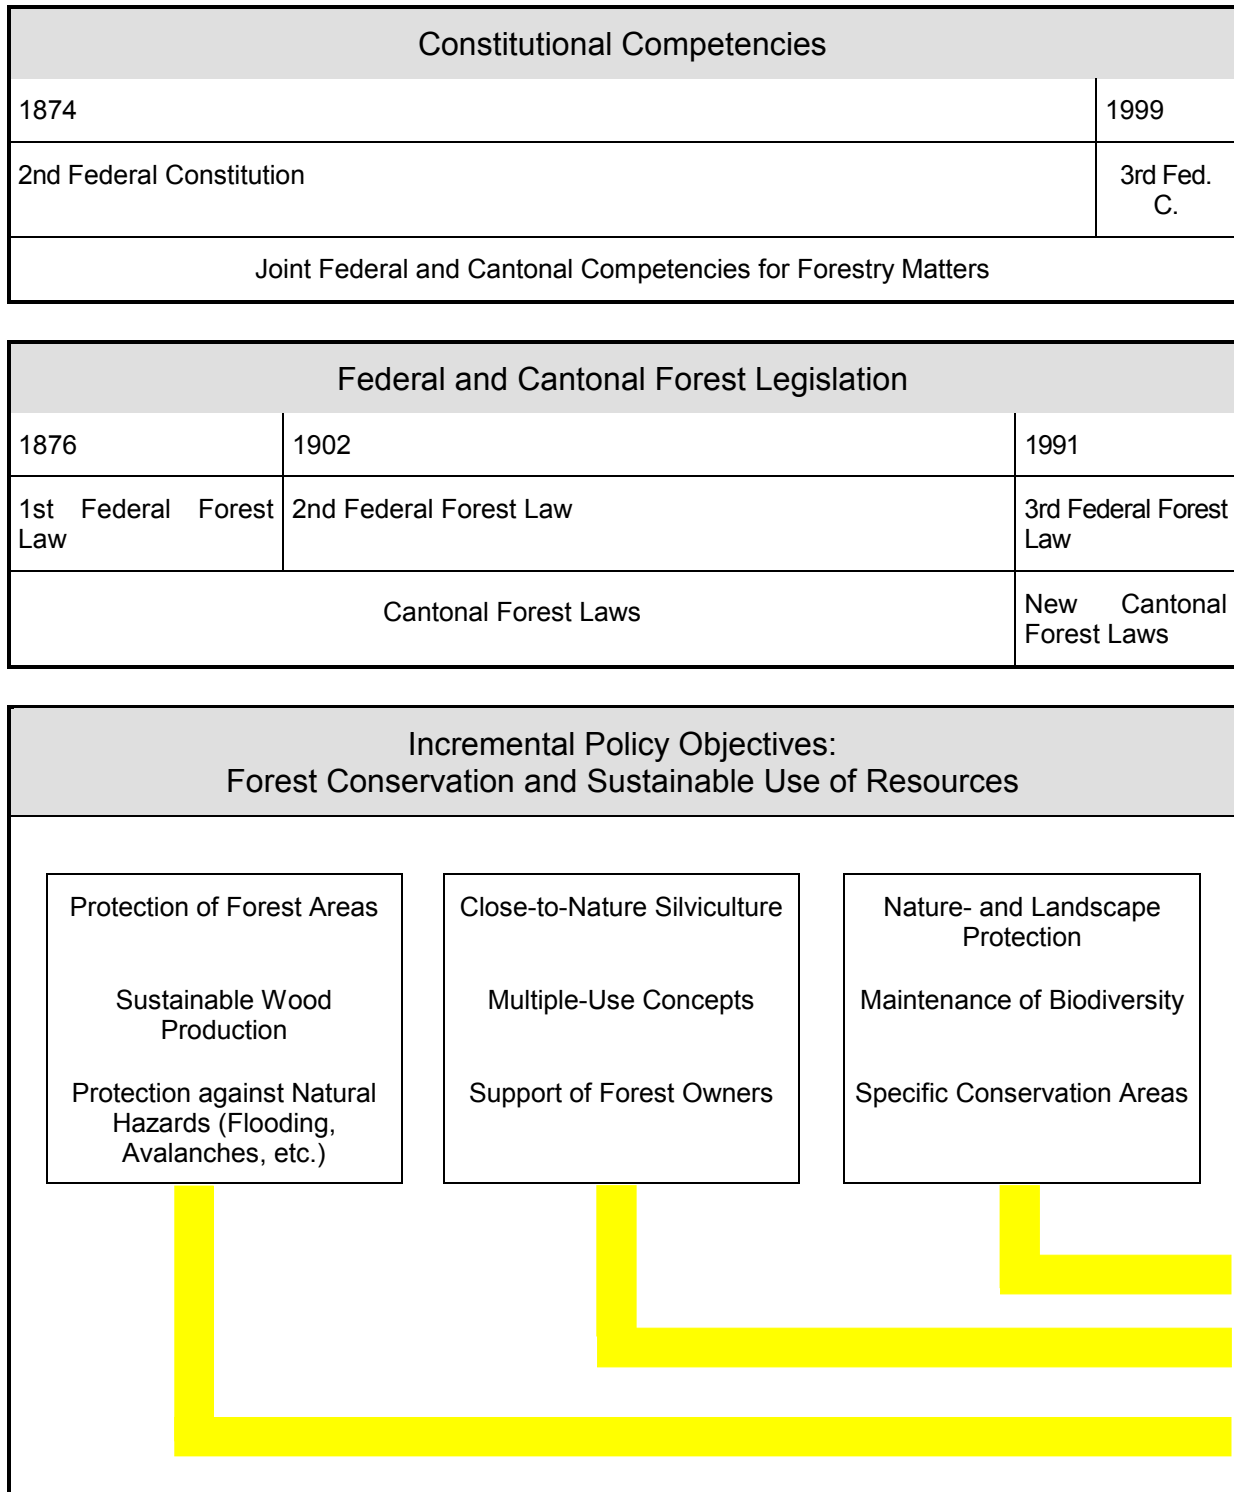 Constitutional Competencies
1874
1999
2nd Federal Constitution
3rd Fed.
C.
Joint Federal and Cantonal Competencies for Forestry Matters
Federal and Cantonal Forest Legislation
1876
1902
1991
1st Federal Forest
Law
2nd Federal Forest Law
3rd Federal Forest
Law
Cantonal Forest Laws
New Cantonal
Forest Laws
Incremental Policy Objectives:
Forest Conservation and Sustainable Use of Resources
Protection of Forest Areas
Sustainable Wood
Production
Protection against Natural
Hazards (Flooding,
Avalanches, etc.)
Close-to-Nature Silviculture
Multiple-Use Concepts
Support of Forest Owners
Nature- and Landscape
Protection
Maintenance of Biodiversity
Specific Conservation Areas